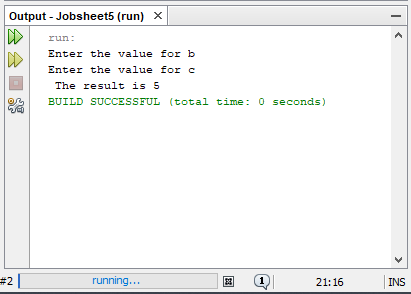 Output - Jobsheet5 (run) ×
run:
Enter the value for b
Enter the value for c
The result is 5
BUILD SUCCESSFUL (total time: 0 seconds)
#2 running... 1 21:16 INS